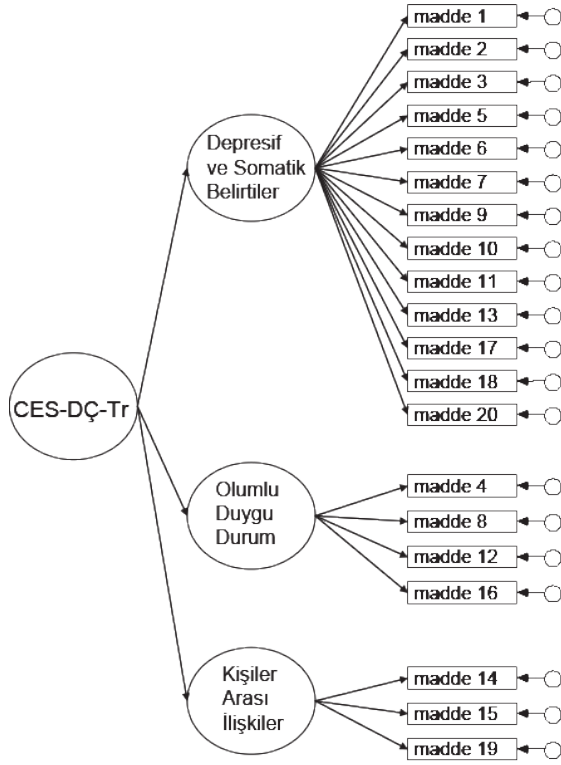 madde 1
madde 2
madde 3
madde 5
madde 6
madde 7
madde 9
madde 10
madde 11
madde 13
madde 17
madde 18
madde 20
Depresif
ve Somatik
Belirtiler
CES-DÇ-Tr
Olumlu
Duygu
Durum
madde 4
madde 8
madde 12
madde 16
Kişiler
Arası
İlişkiler
madde 14
madde 15
madde 19